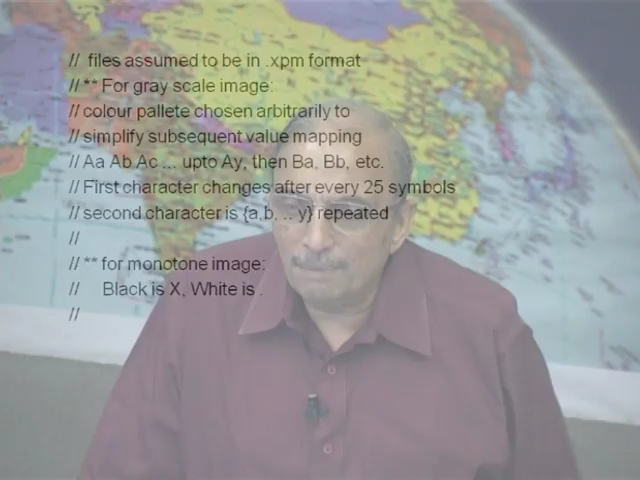 // files assumed to be in .xpm format
// ** For gray scale image:
// colour pallete chosen arbitrarily to
// simplify subsequent value mapping
// Aa Ab Ac ... upto Ay, then Ba, Bb, etc.
// First character changes after every 25 symbols
// second character is {a,b, .. y} repeated
//
// ** for monotone image:
// Black is X, White is .
//